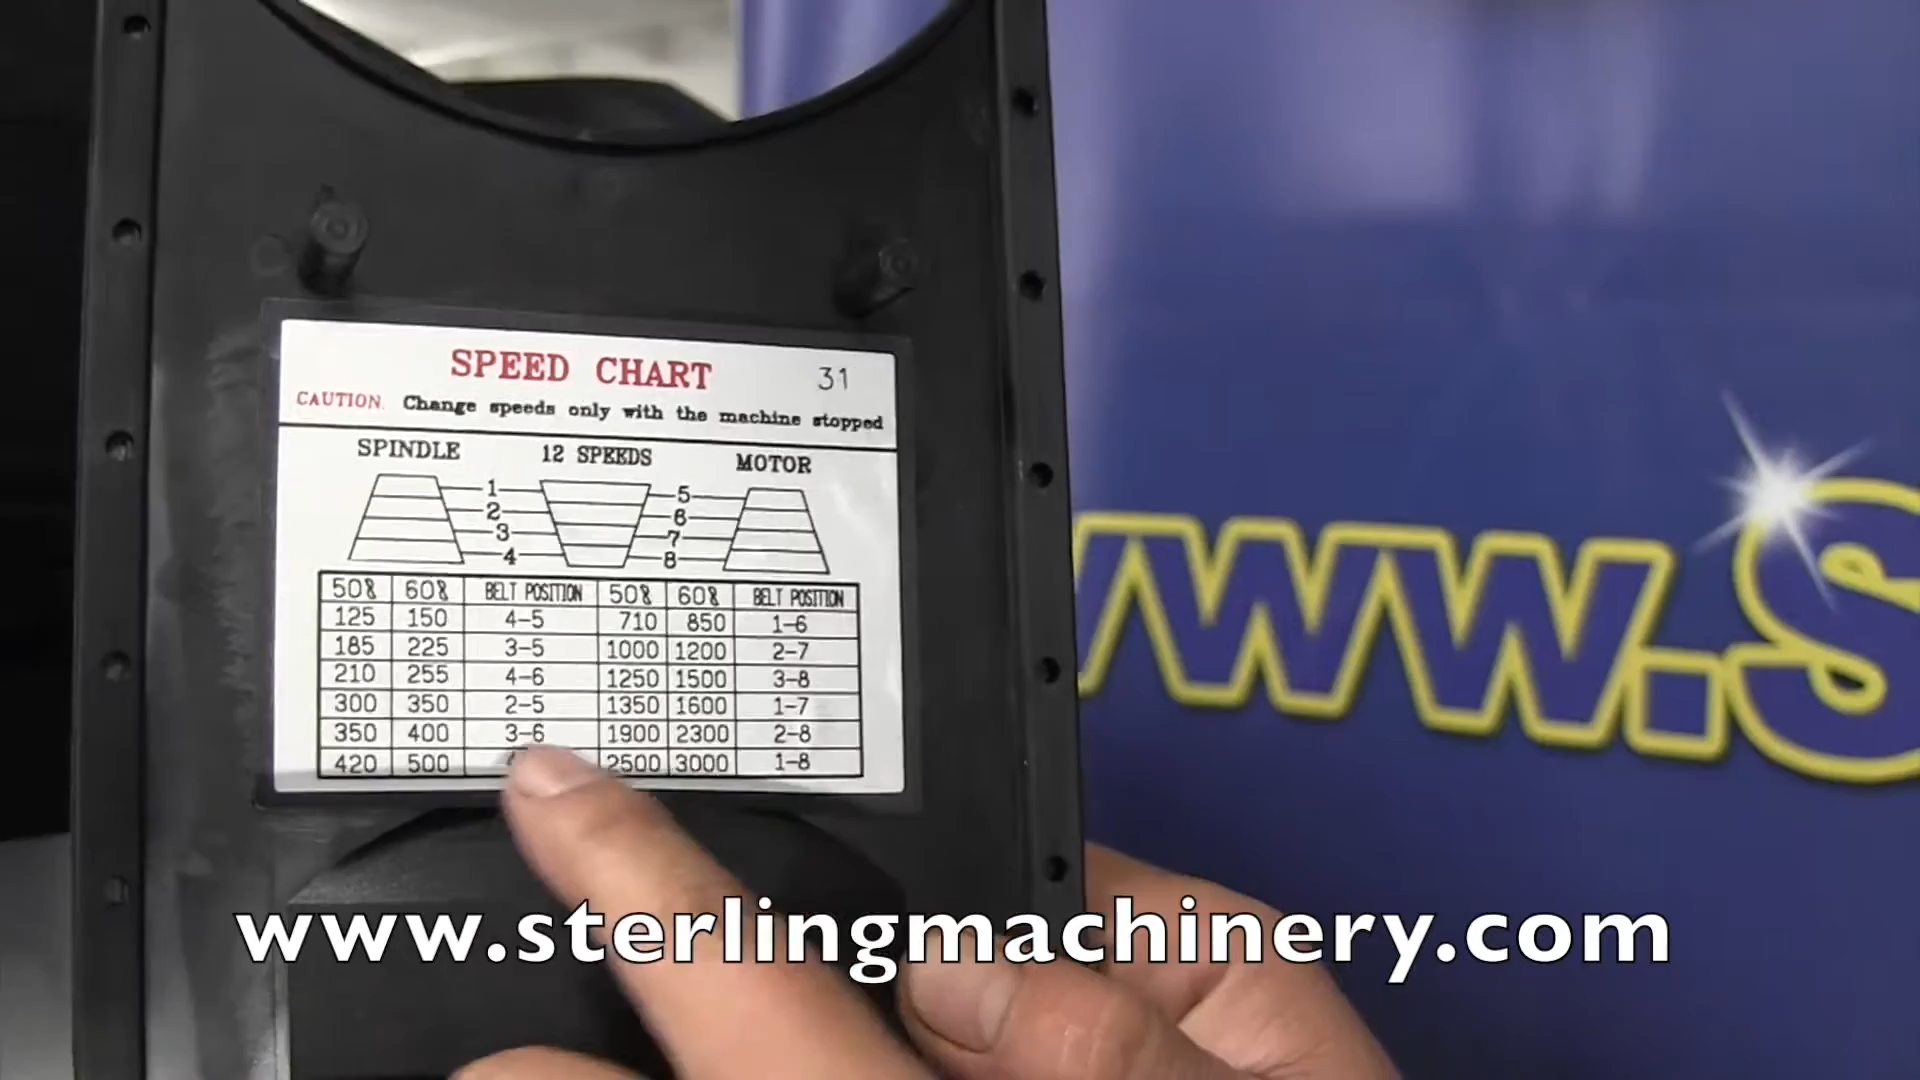 SPEED CHART 31
CAUTION. Change speeds only with the machine stopped
SPINDLE 12 SPEEDS MOTOR
1 5
2 6
3 7
4 8
50% 60% BELT POSITION 50% 60% BELT POSITION
125 150 4-5 710 850 1-6
185 225 3-5 1000 1200 2-7
210 255 4-6 1250 1500 3-8
300 350 2-5 1350 1600 1-7
350 400 3-6 1900 2300 2-8
420 500 2500 3000 1-8
www.S
www.sterlingmachinery.com